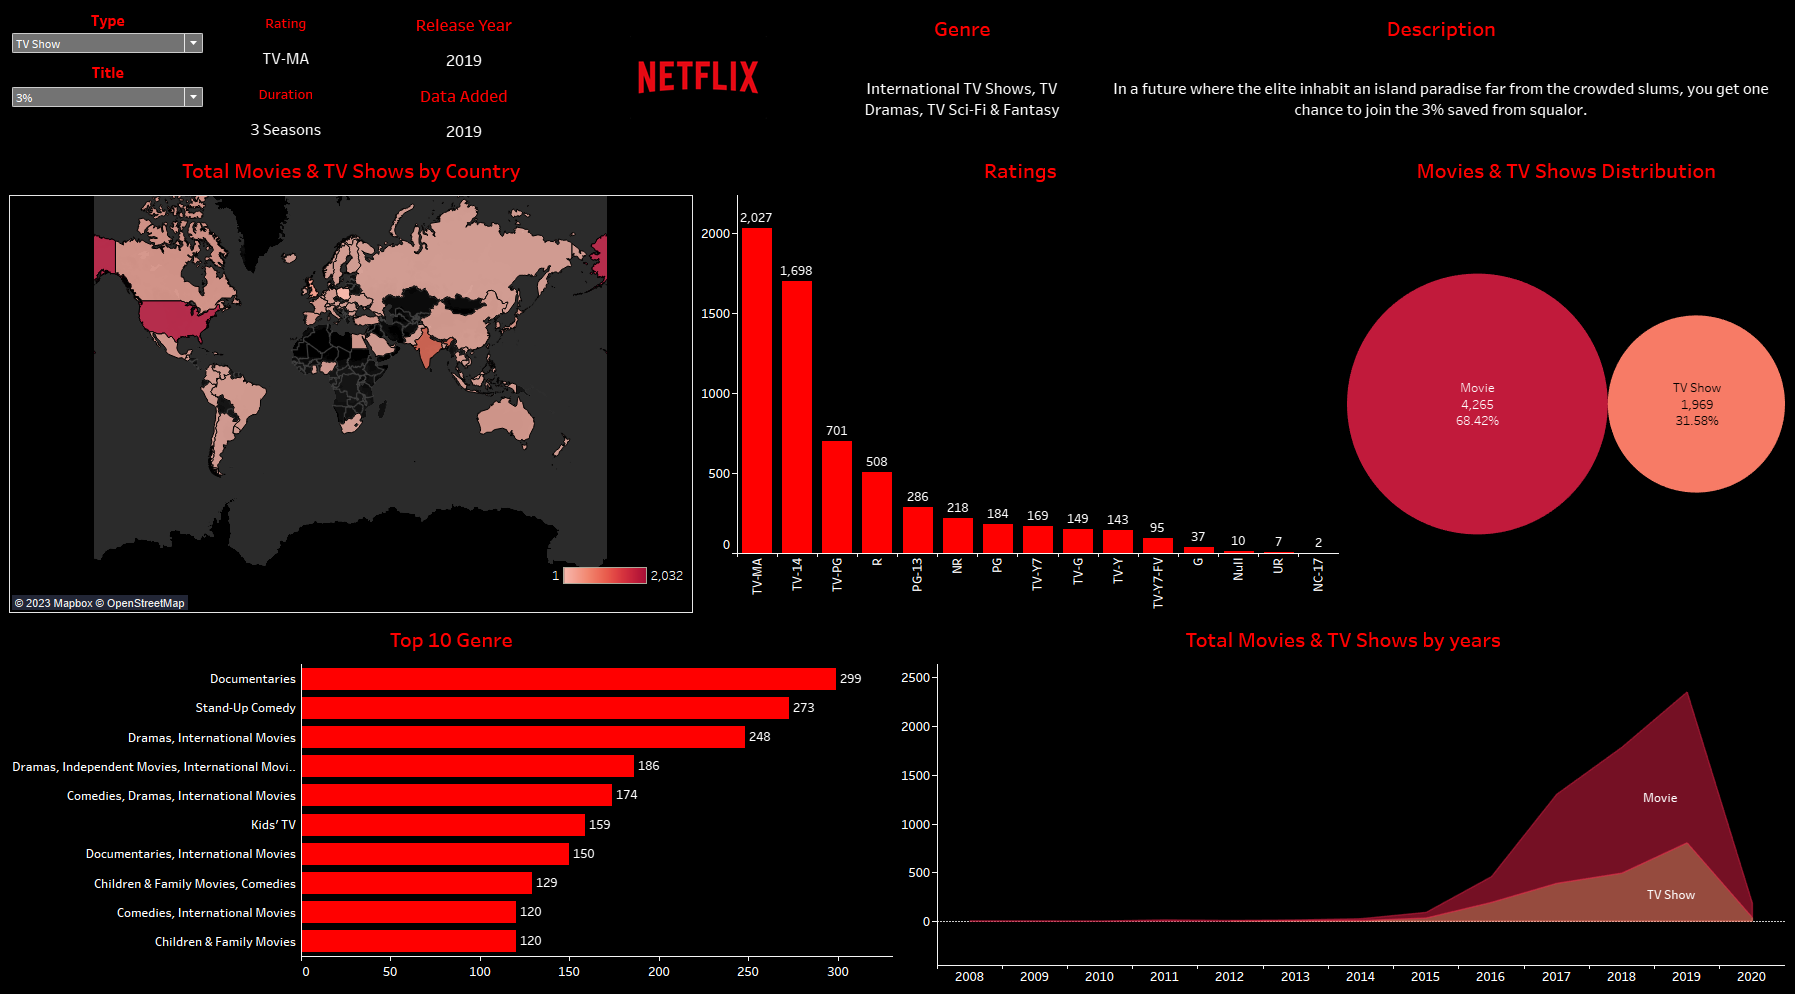 Type
TV Show
Title
3%
Rating
TV-MA
Duration
3 Seasons
Release Year
2019
Data Added
2019
NETFLIX
Genre
International TV Shows, TV
Dramas, TV Sci-Fi & Fantasy
Description
In a future where the elite inhabit an island paradise far from the crowded slums, you get one
chance to join the 3% saved from squalor.
Total Movies & TV Shows by Country
1
2,032
© 2023 Mapbox © OpenStreetMap
Ratings
2000
1500
1000
500
0
2,027
1,698
701
508
286
218
184
169
149
143
95
37
10
7
2
TV-MA
TV-14
TV-PG
R
PG-13
NR
PG
TV-Y7
TV-G
TV-Y
TV-Y7-FV
G
Null
UR
NC-17
Movies & TV Shows Distribution
Movie
4,265
68.42%
TV Show
1,969
31.58%
Top 10 Genre
Documentaries 299
Stand-Up Comedy 273
Dramas, International Movies 248
Dramas, Independent Movies, International Movi.. 186
Comedies, Dramas, International Movies 174
Kids’ TV 159
Documentaries, International Movies 150
Children & Family Movies, Comedies 129
Comedies, International Movies 120
Children & Family Movies 120
0 50 100 150 200 250 300
Total Movies & TV Shows by years
2500
2000
1500
1000
500
0
Movie
TV Show
2008 2009 2010 2011 2012 2013 2014 2015 2016 2017 2018 2019 2020